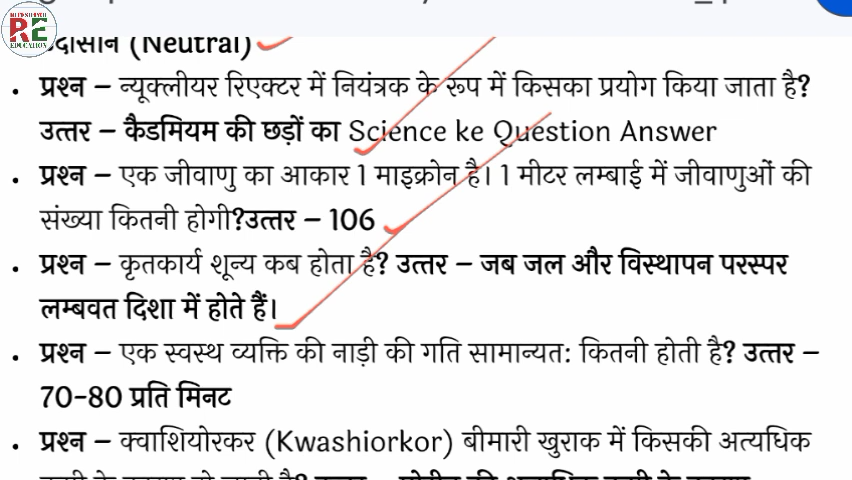 RE
EDUCATION
उदासीन (Neutral)
• प्रश्न – न्यूक्लीयर रिएक्टर में नियंत्रक के रूप में किसका प्रयोग किया जाता है?
उत्तर – कैडमियम की छड़ों का Science ke Question Answer
• प्रश्न – एक जीवाणु का आकार 1 माइक्रोन है। 1 मीटर लम्बाई में जीवाणुओं की
संख्या कितनी होगी?उत्तर – 106
• प्रश्न – कृतकार्य शून्य कब होता है? उत्तर – जब जल और विस्थापन परस्पर
लम्बवत दिशा में होते हैं।
• प्रश्न – एक स्वस्थ व्यक्ति की नाड़ी की गति सामान्यत: कितनी होती है? उत्तर –
70-80 प्रति मिनट
• प्रश्न – क्वाशियोरकर (Kwashiorkor) बीमारी खुराक में किसकी अत्यधिक